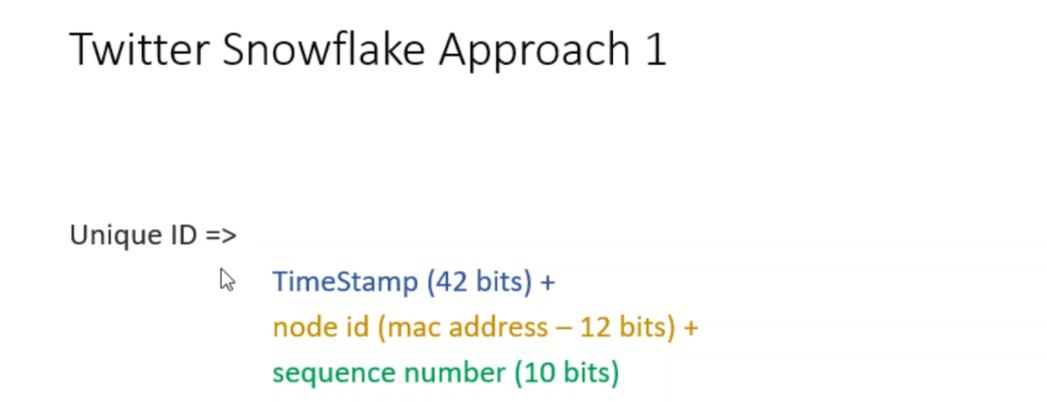 Twitter Snowflake Approach 1
Unique ID =>
TimeStamp (42 bits) +
node id (mac address – 12 bits) +
sequence number (10 bits)